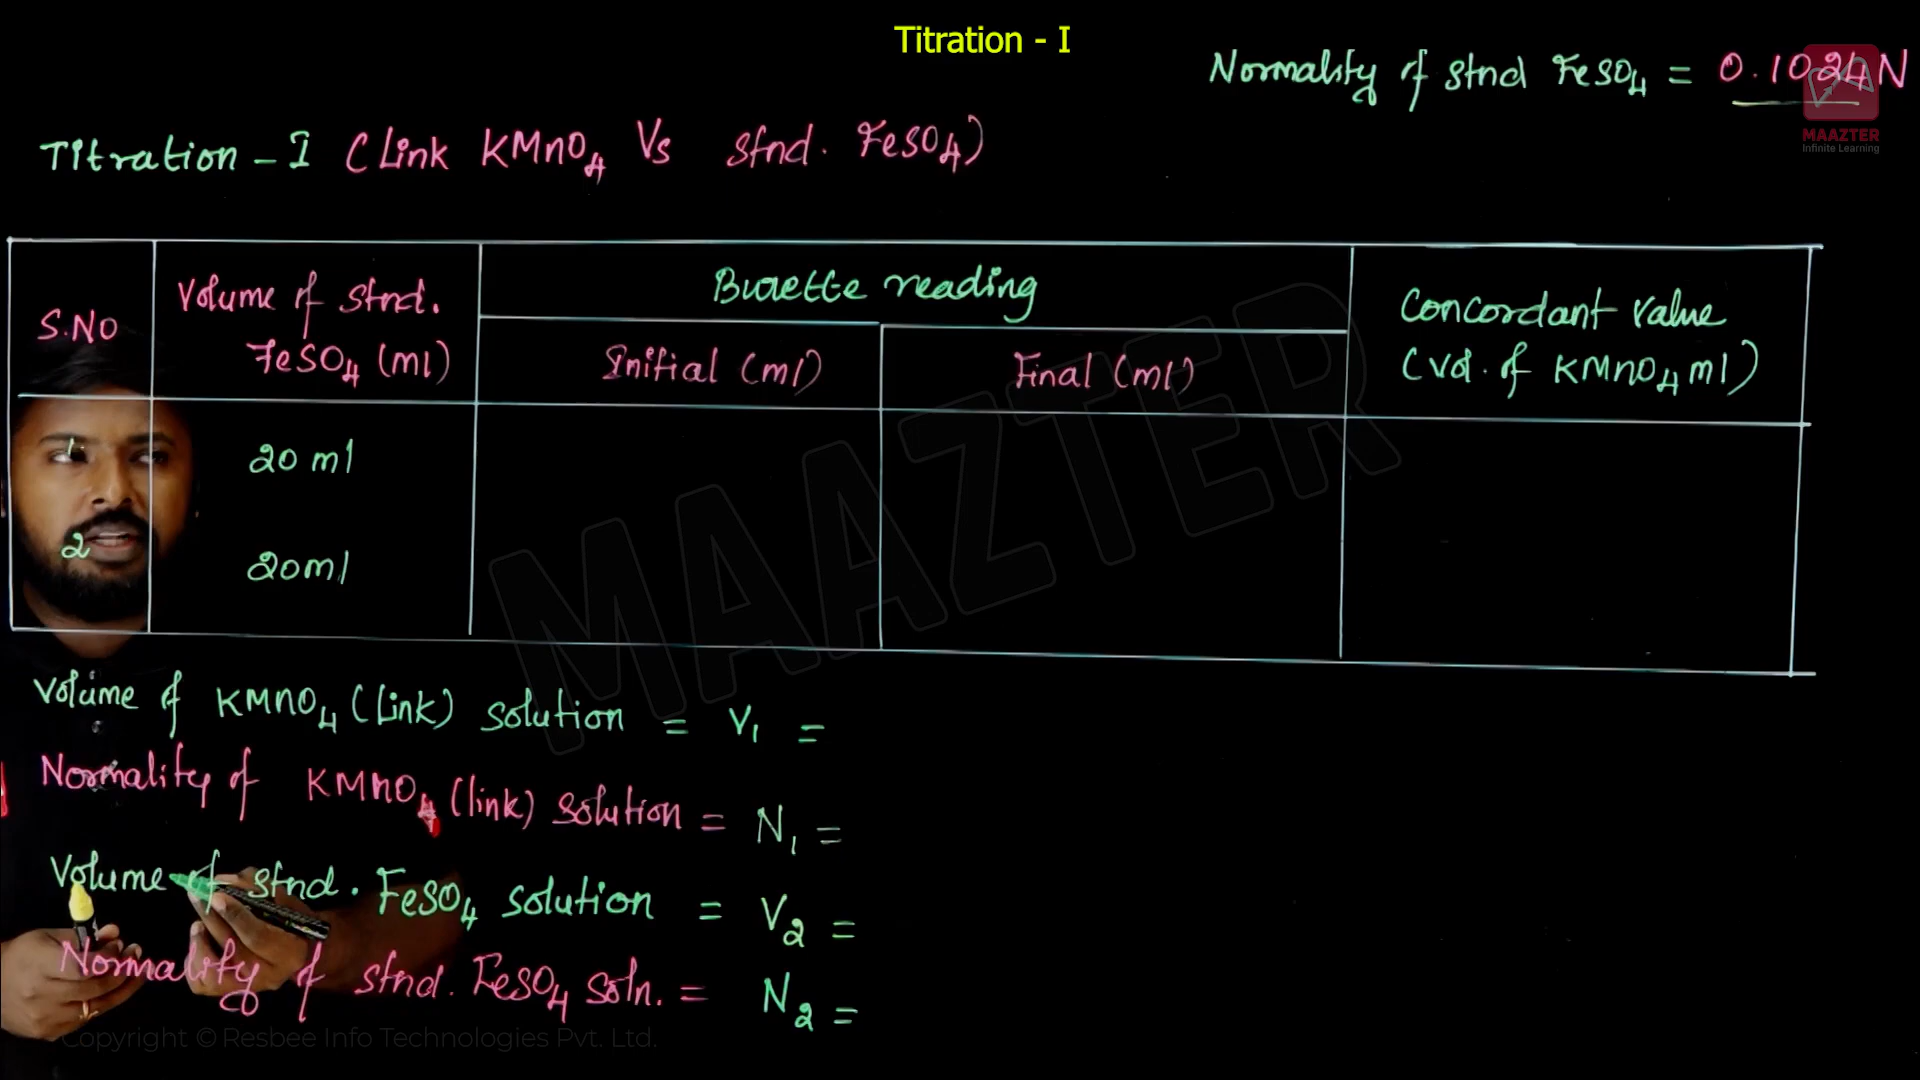 Titration - I
Normality of stnd FeSO4 = 0.1024 N
MAAZTER
Infinite Learning
Titration - I (Link KMnO4 Vs stnd. FeSO4)
S.NO
Volume of stnd.
FeSO4 (ml)
Burette reading
Initial (ml)
Final (ml)
Concordant value
(Vol. of KMnO4 ml)
1
20 ml
2
20 ml
MAAZTER
Volume of KMnO4 (Link) solution = V1 =
Normality of KMnO4 (link) solution = N1 =
Volume of stnd. FeSO4 solution = V2 =
Normality of stnd. FeSO4 soln. = N2 =
Copyright © Resbee Info Technologies Pvt. Ltd.